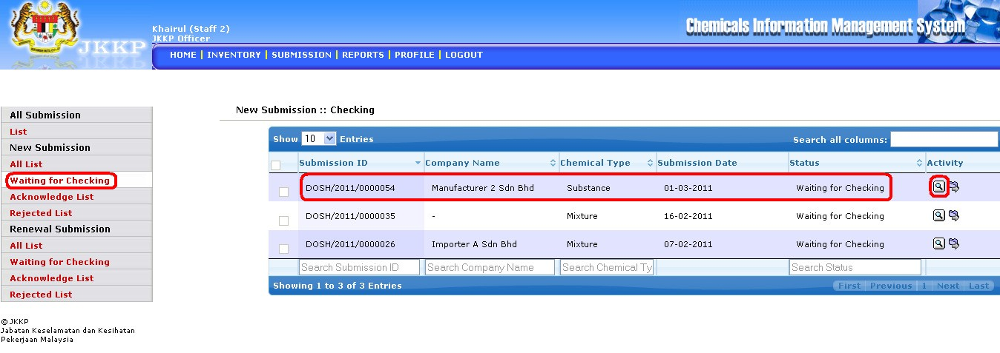 Khairul (Staff 2)
JKKP Officer
JKKP
Chemicals Information Management System
HOME | INVENTORY | SUBMISSION | REPORTS | PROFILE | LOGOUT
All Submission
List
New Submission
All List
Waiting for Checking
Acknowledge List
Rejected List
Renewal Submission
All List
Waiting for Checking
Acknowledge List
Rejected List
© JKKP
Jabatan Keselamatan dan Kesihatan
Pekerjaan Malaysia
New Submission :: Checking
Show 10 Entries Search all columns:
Submission ID Company Name Chemical Type Submission Date Status Activity
DOSH/2011/0000054 Manufacturer 2 Sdn Bhd Substance 01-03-2011 Waiting for Checking
DOSH/2011/0000035 - Mixture 16-02-2011 Waiting for Checking
DOSH/2011/0000026 Importer A Sdn Bhd Mixture 07-02-2011 Waiting for Checking
Search Submission ID Search Company Name Search Chemical Ty Search Status
Showing 1 to 3 of 3 Entries First Previous 1 Next Last